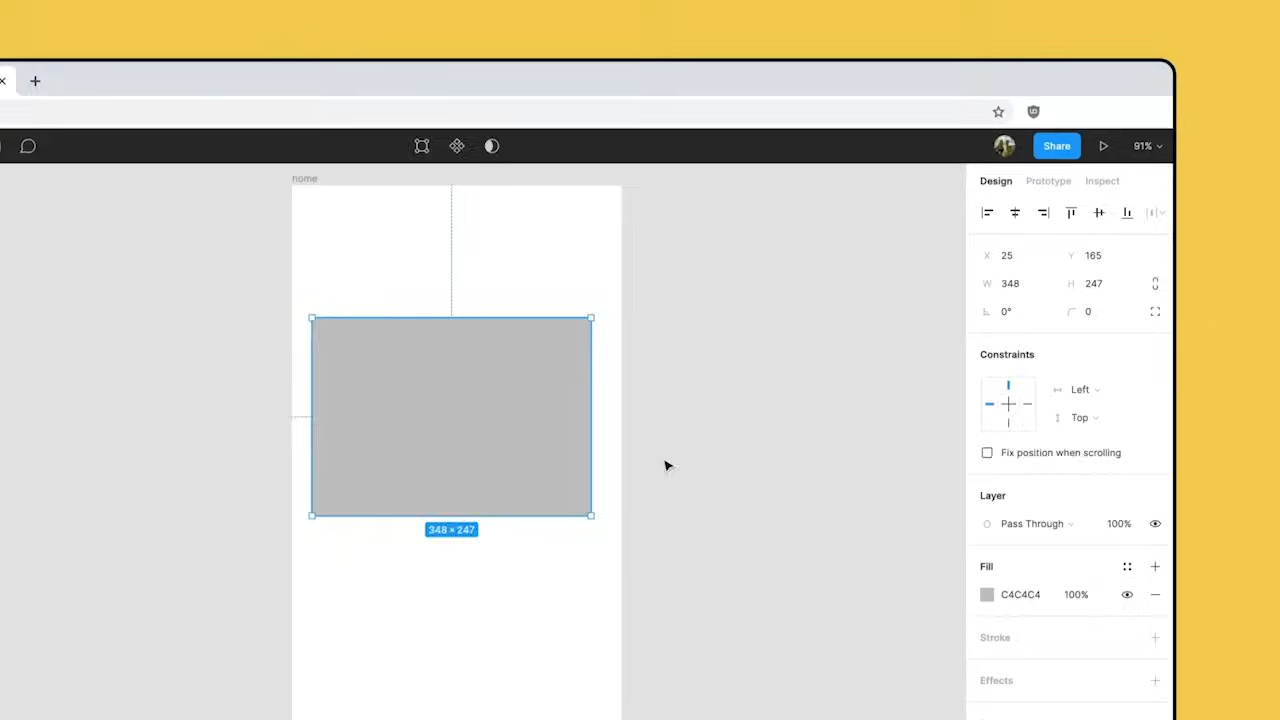 Share
91%
nome
Design Prototype Inspect
X 25 Y 165
W 348 H 247
0° 0
Constraints
Left
Top
Fix position when scrolling
Layer
Pass Through 100%
348 × 247
Fill
C4C4C4 100%
Stroke
Effects